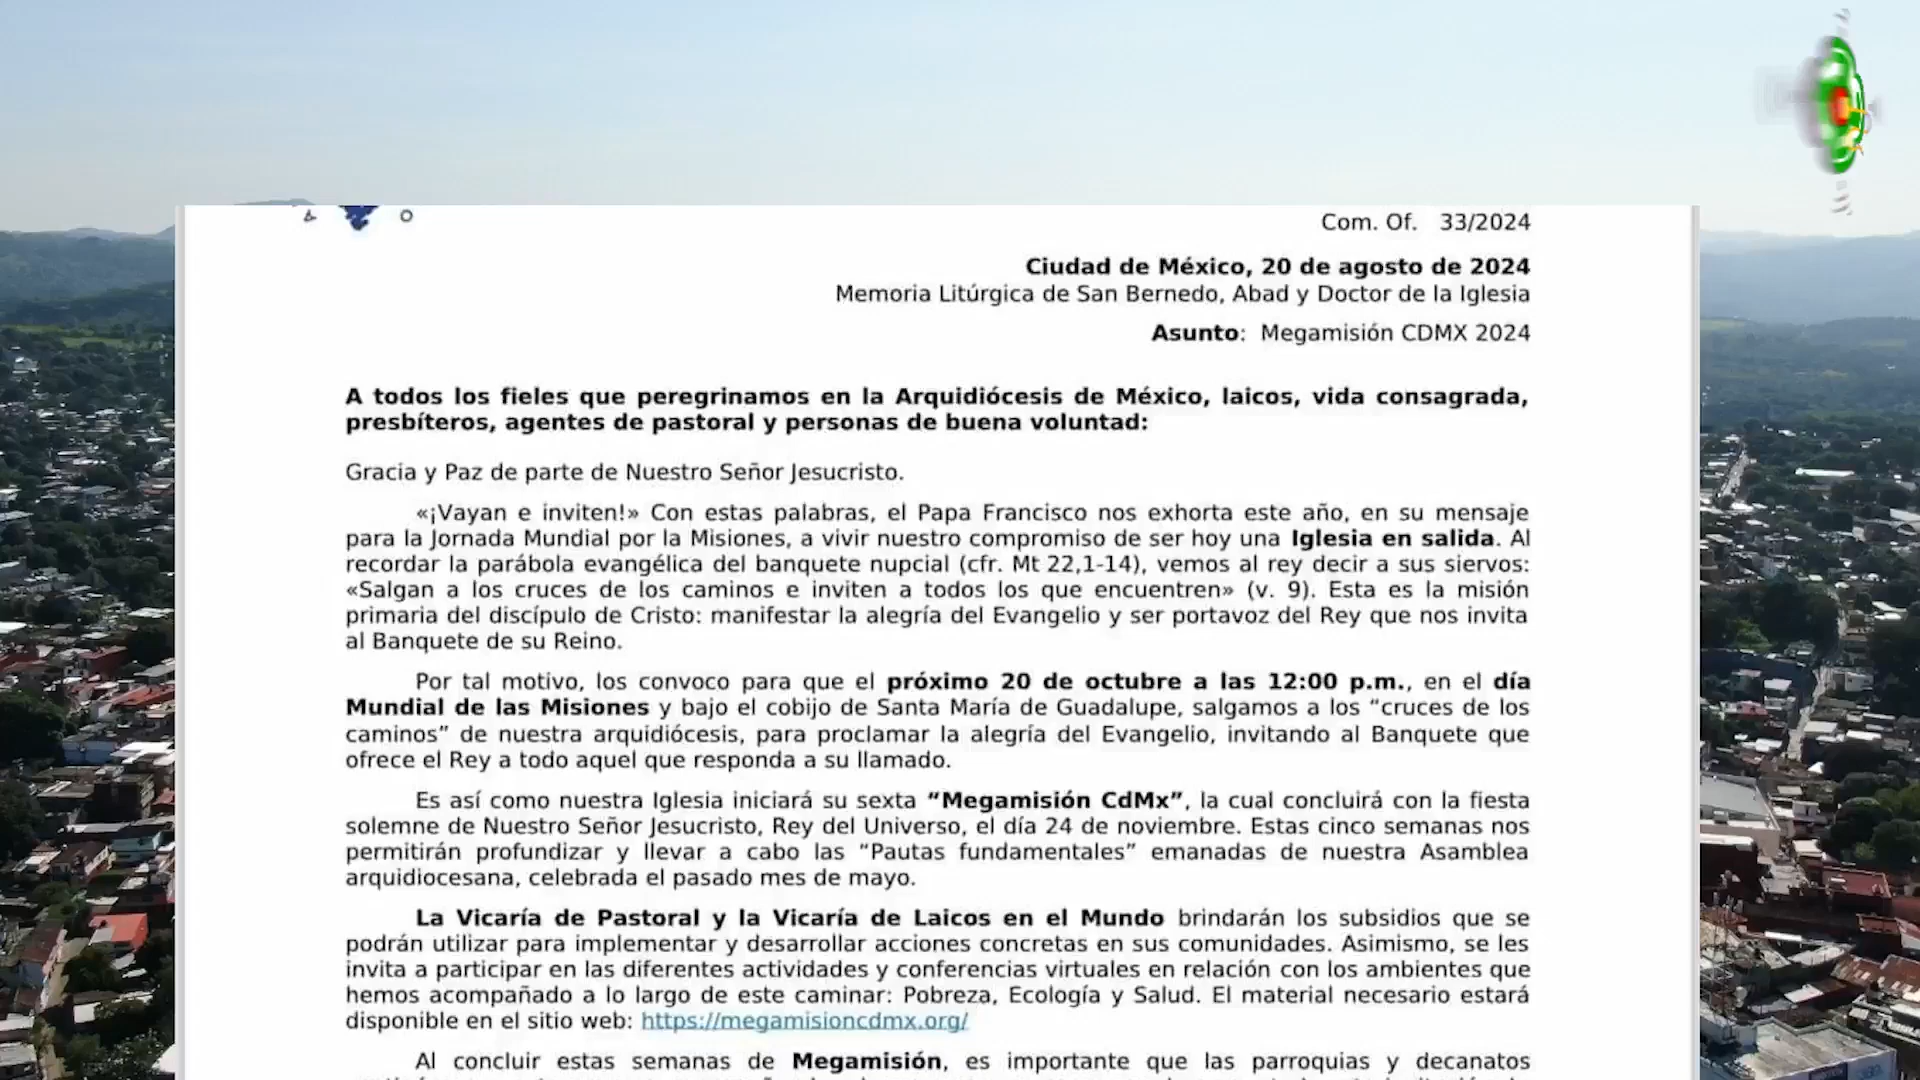 Com. Of. 33/2024
Ciudad de México, 20 de agosto de 2024
Memoria Litúrgica de San Bernedo, Abad y Doctor de la Iglesia
Asunto: Megamisión CDMX 2024
A todos los fieles que peregrinamos en la Arquidiócesis de México, laicos, vida consagrada,
presbíteros, agentes de pastoral y personas de buena voluntad:
Gracia y Paz de parte de Nuestro Señor Jesucristo.
«¡Vayan e inviten!» Con estas palabras, el Papa Francisco nos exhorta este año, en su mensaje
para la Jornada Mundial por la Misiones, a vivir nuestro compromiso de ser hoy una Iglesia en salida. Al
recordar la parábola evangélica del banquete nupcial (cfr. Mt 22,1-14), vemos al rey decir a sus siervos:
«Salgan a los cruces de los caminos e inviten a todos los que encuentren» (v. 9). Esta es la misión
primaria del discípulo de Cristo: manifestar la alegría del Evangelio y ser portavoz del Rey que nos invita
al Banquete de su Reino.
Por tal motivo, los convoco para que el próximo 20 de octubre a las 12:00 p.m., en el día
Mundial de las Misiones y bajo el cobijo de Santa María de Guadalupe, salgamos a los “cruces de los
caminos” de nuestra arquidiócesis, para proclamar la alegría del Evangelio, invitando al Banquete que
ofrece el Rey a todo aquel que responda a su llamado.
Es así como nuestra Iglesia iniciará su sexta “Megamisión CdMx”, la cual concluirá con la fiesta
solemne de Nuestro Señor Jesucristo, Rey del Universo, el día 24 de noviembre. Estas cinco semanas nos
permitirán profundizar y llevar a cabo las “Pautas fundamentales” emanadas de nuestra Asamblea
arquidiocesana, celebrada el pasado mes de mayo.
La Vicaría de Pastoral y la Vicaría de Laicos en el Mundo brindarán los subsidios que se
podrán utilizar para implementar y desarrollar acciones concretas en sus comunidades. Asimismo, se les
invita a participar en las diferentes actividades y conferencias virtuales en relación con los ambientes que
hemos acompañado a lo largo de este caminar: Pobreza, Ecología y Salud. El material necesario estará
disponible en el sitio web: https://megamisioncdmx.org/
Al concluir estas semanas de Megamisión, es importante que las parroquias y decanatos